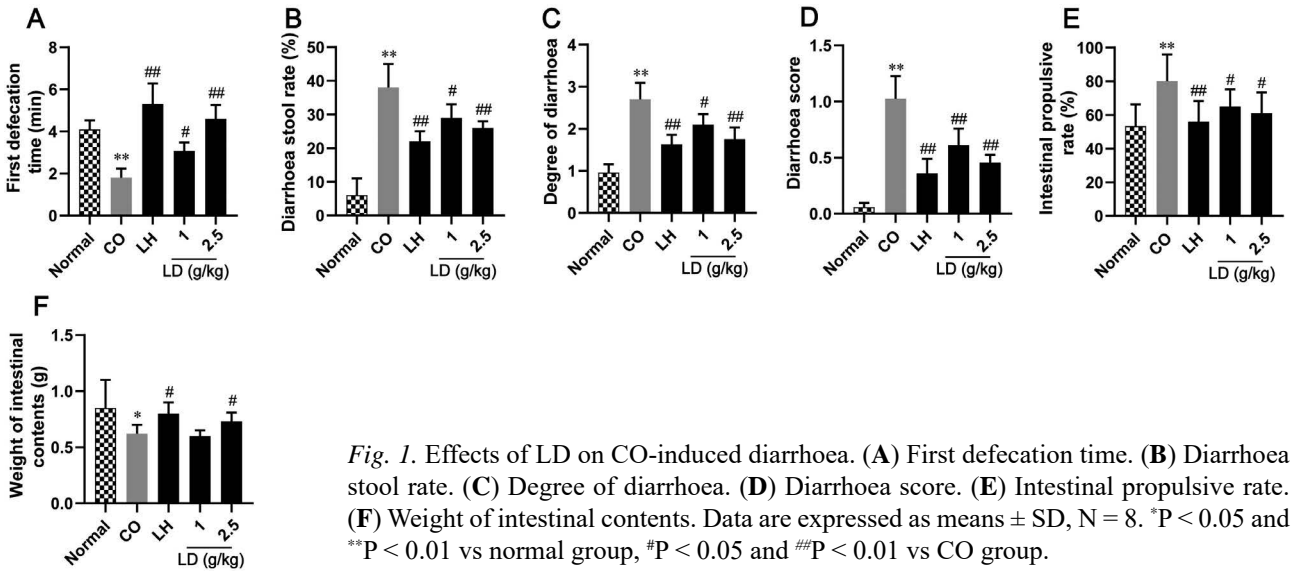 A
First defecation
time (min)
8
6
4
2
0
**
##
#
##
Normal
CO
LH
1
2.5
LD (g/kg)
B
Diarrhoea stool rate (%)
50
40
30
20
10
0
**
##
#
##
Normal
CO
LH
1
2.5
LD (g/kg)
C
Degree of diarrhoea
4
3
2
1
0
**
##
#
##
Normal
CO
LH
1
2.5
LD (g/kg)
D
Diarrhoea score
1.5
1.0
0.5
0.0
**
##
##
##
Normal
CO
LH
1
2.5
LD (g/kg)
E
Intestinal propulsive
rate (%)
100
80
60
40
20
0
**
##
#
#
Normal
CO
LH
1
2.5
LD (g/kg)
F
Weight of intestinal
contents (g)
1.5
1.0
0.5
0.0
*
#
#
Normal
CO
LH
1
2.5
LD (g/kg)
Fig. 1. Effects of LD on CO-induced diarrhoea. (A) First defecation time. (B) Diarrhoea
stool rate. (C) Degree of diarrhoea. (D) Diarrhoea score. (E) Intestinal propulsive rate.
(F) Weight of intestinal contents. Data are expressed as means ± SD, N = 8. *P < 0.05 and
**P < 0.01 vs normal group, #P < 0.05 and ##P < 0.01 vs CO group.